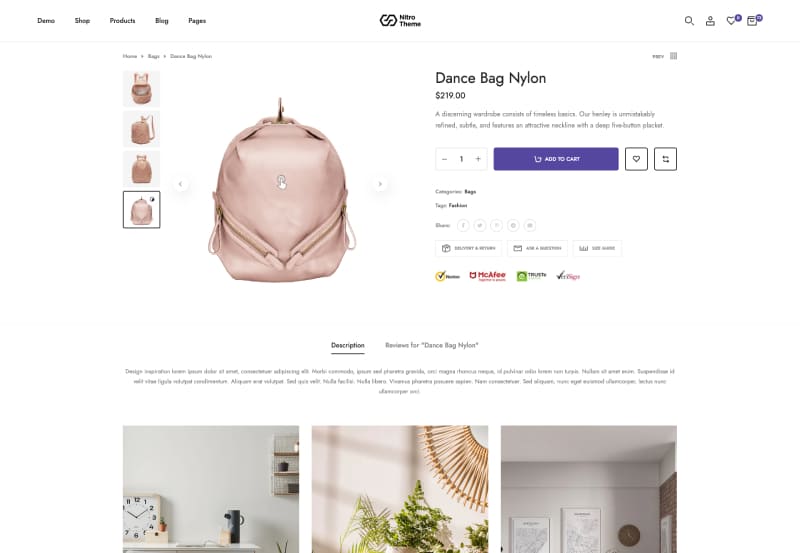 Demo Shop Products Blog Pages
Nitro
Theme
Home Bags Dance Bag Nylon
PREV
Dance Bag Nylon
$219.00
A discerning wardrobe consists of timeless basics. Our henley is unmistakably
refined, subtle, and features an attractive neckline with a deep five-button placket.
1
ADD TO CART
Categories: Bags
Tags: Fashion
Share:
DELIVERY & RETURN ASK A QUESTION SIZE GUIDE
Norton McAfee TRUSTe VeriSign
Description Reviews for "Dance Bag Nylon"
Design inspiration lorem ipsum dolor sit amet, consectetuer adipiscing elit. Morbi commodo, ipsum sed pharetra gravida, orci magna rhoncus neque, id pulvinar odio lorem non turpis. Nullam sit amet enim. Suspendisse id
velit vitae ligula volutpat condimentum. Aliquam erat volutpat. Sed quis velit. Nulla facilisi. Nulla libero. Vivamus pharetra posuere sapien. Nam consectetuer. Sed aliquam, nunc eget euismod ullamcorper, lectus nunc
ullamcorper orci.